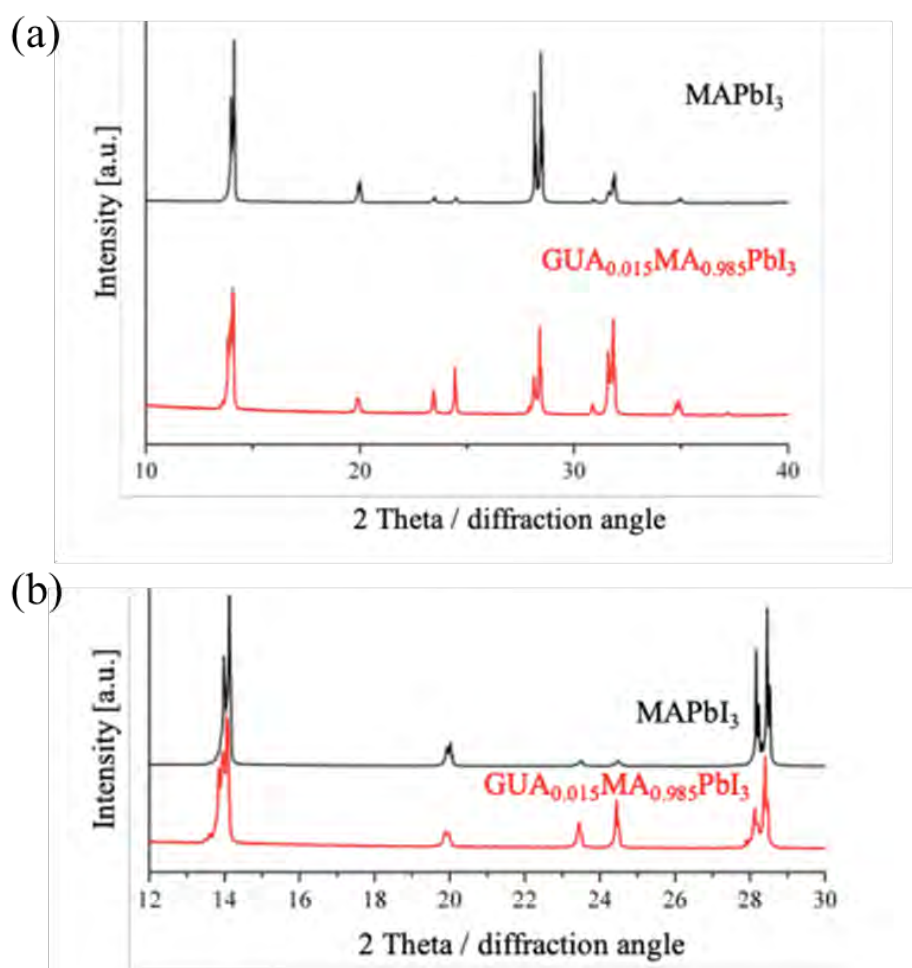 (a)
MAPbI₃
Intensity [a.u.]
GUA₀.₀₁₅MA₀.₉₈₅PbI₃
10 20 30 40
2 Theta / diffraction angle
(b)
Intensity [a.u.]
MAPbI₃
GUA₀.₀₁₅MA₀.₉₈₅PbI₃
12 14 16 18 20 22 24 26 28 30
2 Theta / diffraction angle